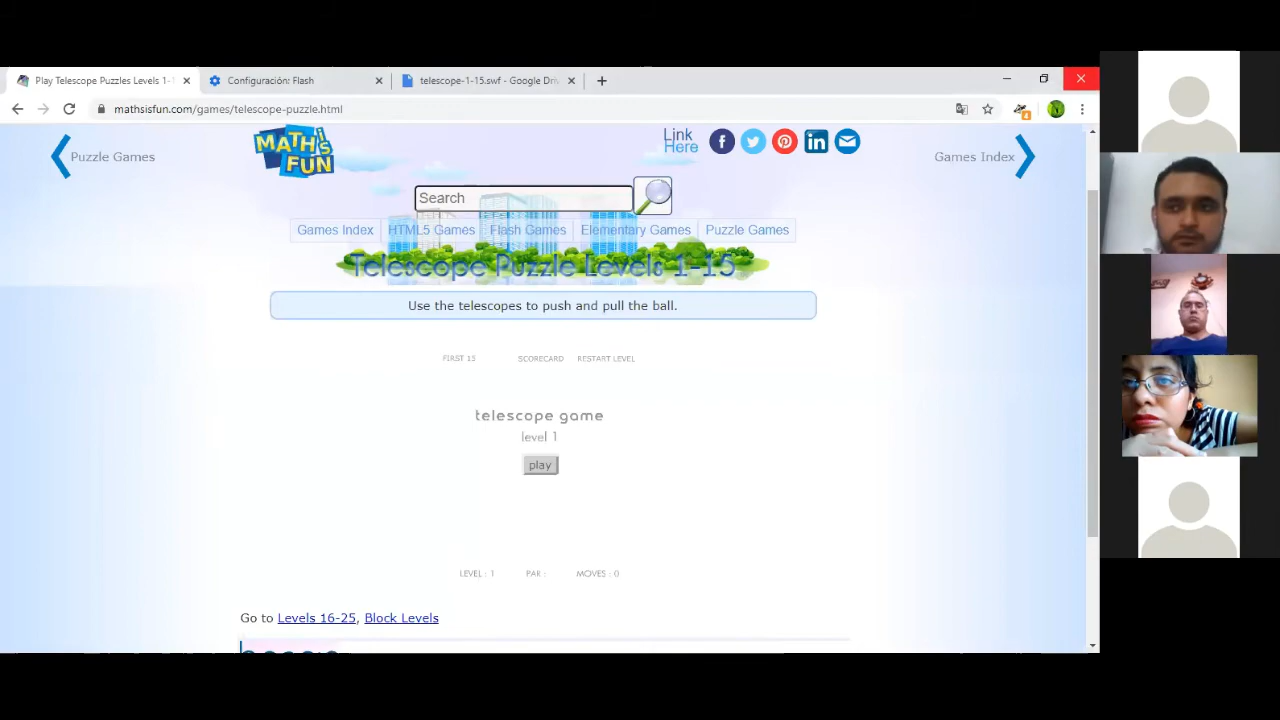 Play Telescope Puzzles Levels 1-1
Configuración: Flash
telescope-1-15.swf - Google Driv
mathsisfun.com/games/telescope-puzzle.html
Puzzle Games
MATH'S FUN
Link Here
Games Index
Search
Games Index
HTML5 Games
Flash Games
Elementary Games
Puzzle Games
Telescope Puzzle Levels 1-15
Use the telescopes to push and pull the ball.
FIRST 15
SCORECARD
RESTART LEVEL
telescope game
level 1
play
LEVEL : 1
PAR :
MOVES : 0
Go to Levels 16-25, Block Levels